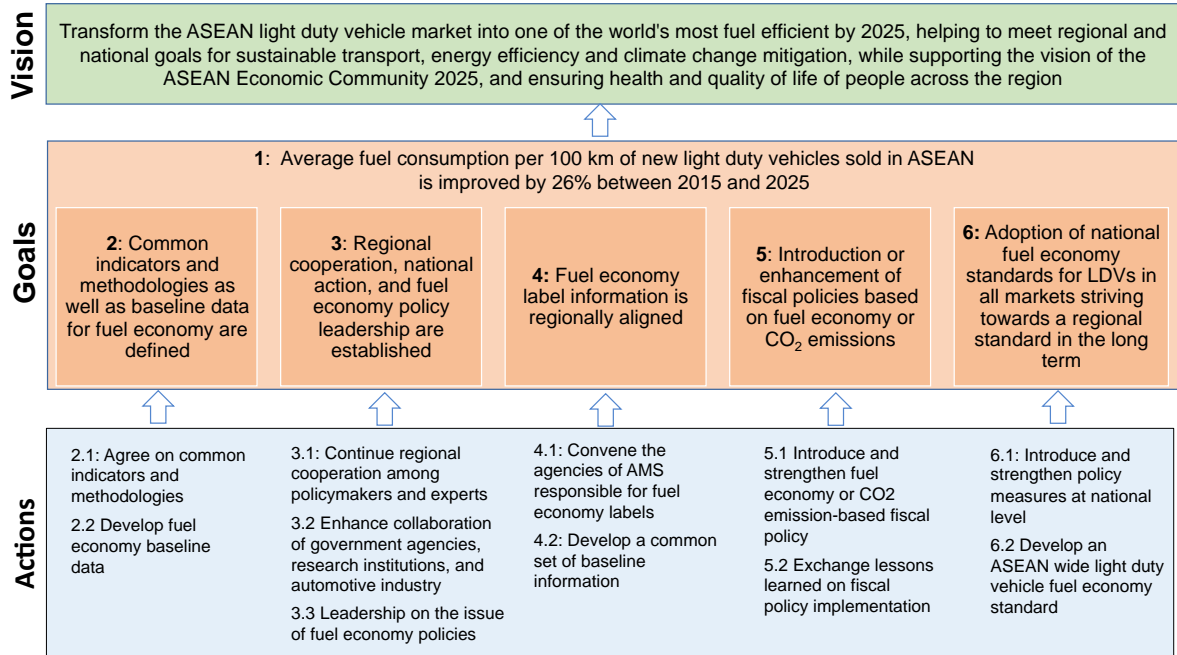 Vision
Transform the ASEAN light duty vehicle market into one of the world's most fuel efficient by 2025, helping to meet regional and
national goals for sustainable transport, energy efficiency and climate change mitigation, while supporting the vision of the
ASEAN Economic Community 2025, and ensuring health and quality of life of people across the region
Goals
1: Average fuel consumption per 100 km of new light duty vehicles sold in ASEAN
is improved by 26% between 2015 and 2025
2: Common
indicators and
methodologies as
well as baseline data
for fuel economy are
defined
3: Regional
cooperation, national
action, and fuel
economy policy
leadership are
established
4: Fuel economy
label information is
regionally aligned
5: Introduction or
enhancement of
fiscal policies based
on fuel economy or
CO2 emissions
6: Adoption of national
fuel economy
standards for LDVs in
all markets striving
towards a regional
standard in the long
term
Actions
2.1: Agree on common
indicators and
methodologies
2.2 Develop fuel
economy baseline
data
3.1: Continue regional
cooperation among
policymakers and experts
3.2 Enhance collaboration
of government agencies,
research institutions, and
automotive industry
3.3 Leadership on the issue
of fuel economy policies
4.1: Convene the
agencies of AMS
responsible for fuel
economy labels
4.2: Develop a common
set of baseline
information
5.1 Introduce and
strengthen fuel
economy or CO2
emission-based fiscal
policy
5.2 Exchange lessons
learned on fiscal
policy implementation
6.1: Introduce and
strengthen policy
measures at national
level
6.2 Develop an
ASEAN wide light duty
vehicle fuel economy
standard